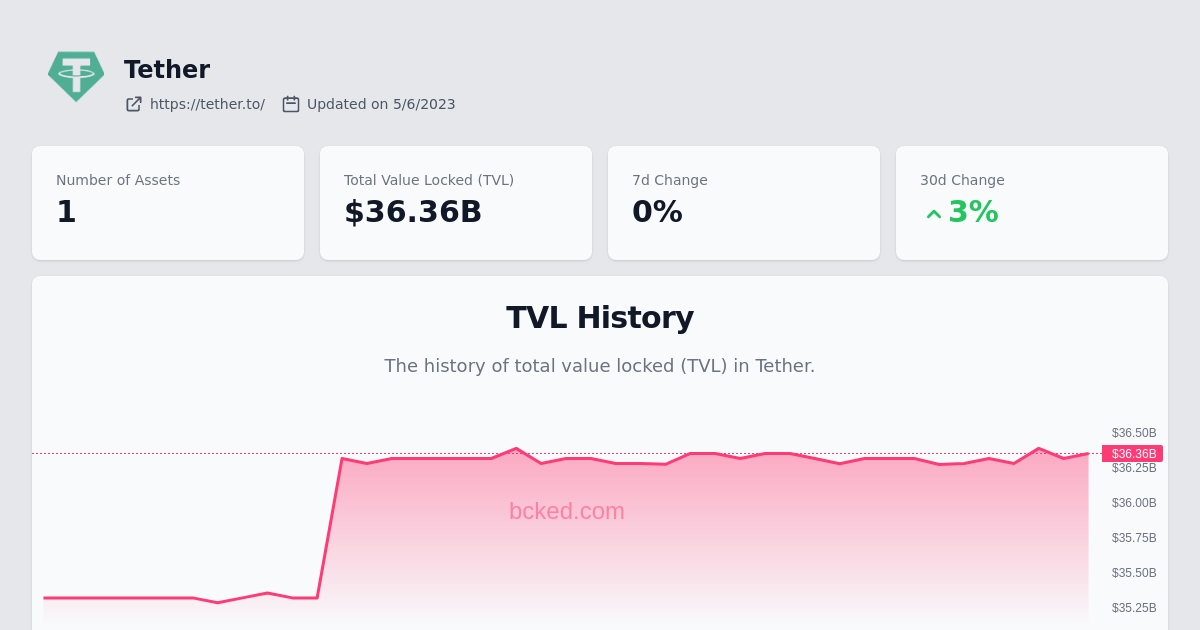 Tether
https://tether.to/ Updated on 5/6/2023
Number of Assets
1
Total Value Locked (TVL)
$36.36B
7d Change
0%
30d Change
3%
TVL History
The history of total value locked (TVL) in Tether.
$36.50B
$36.36B
$36.25B
$36.00B
bcked.com
$35.75B
$35.50B
$35.25B